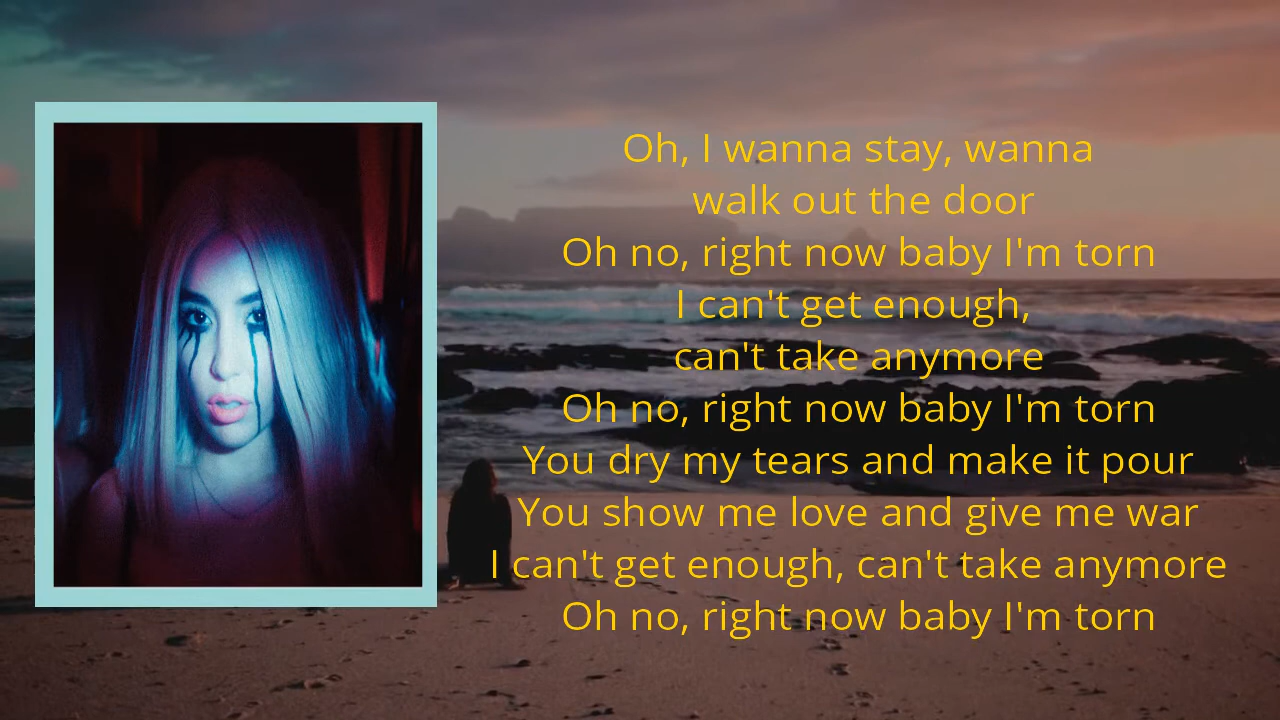 Oh, I wanna stay, wanna
walk out the door
Oh no, right now baby I'm torn
I can't get enough,
can't take anymore
Oh no, right now baby I'm torn
You dry my tears and make it pour
You show me love and give me war
I can't get enough, can't take anymore
Oh no, right now baby I'm torn